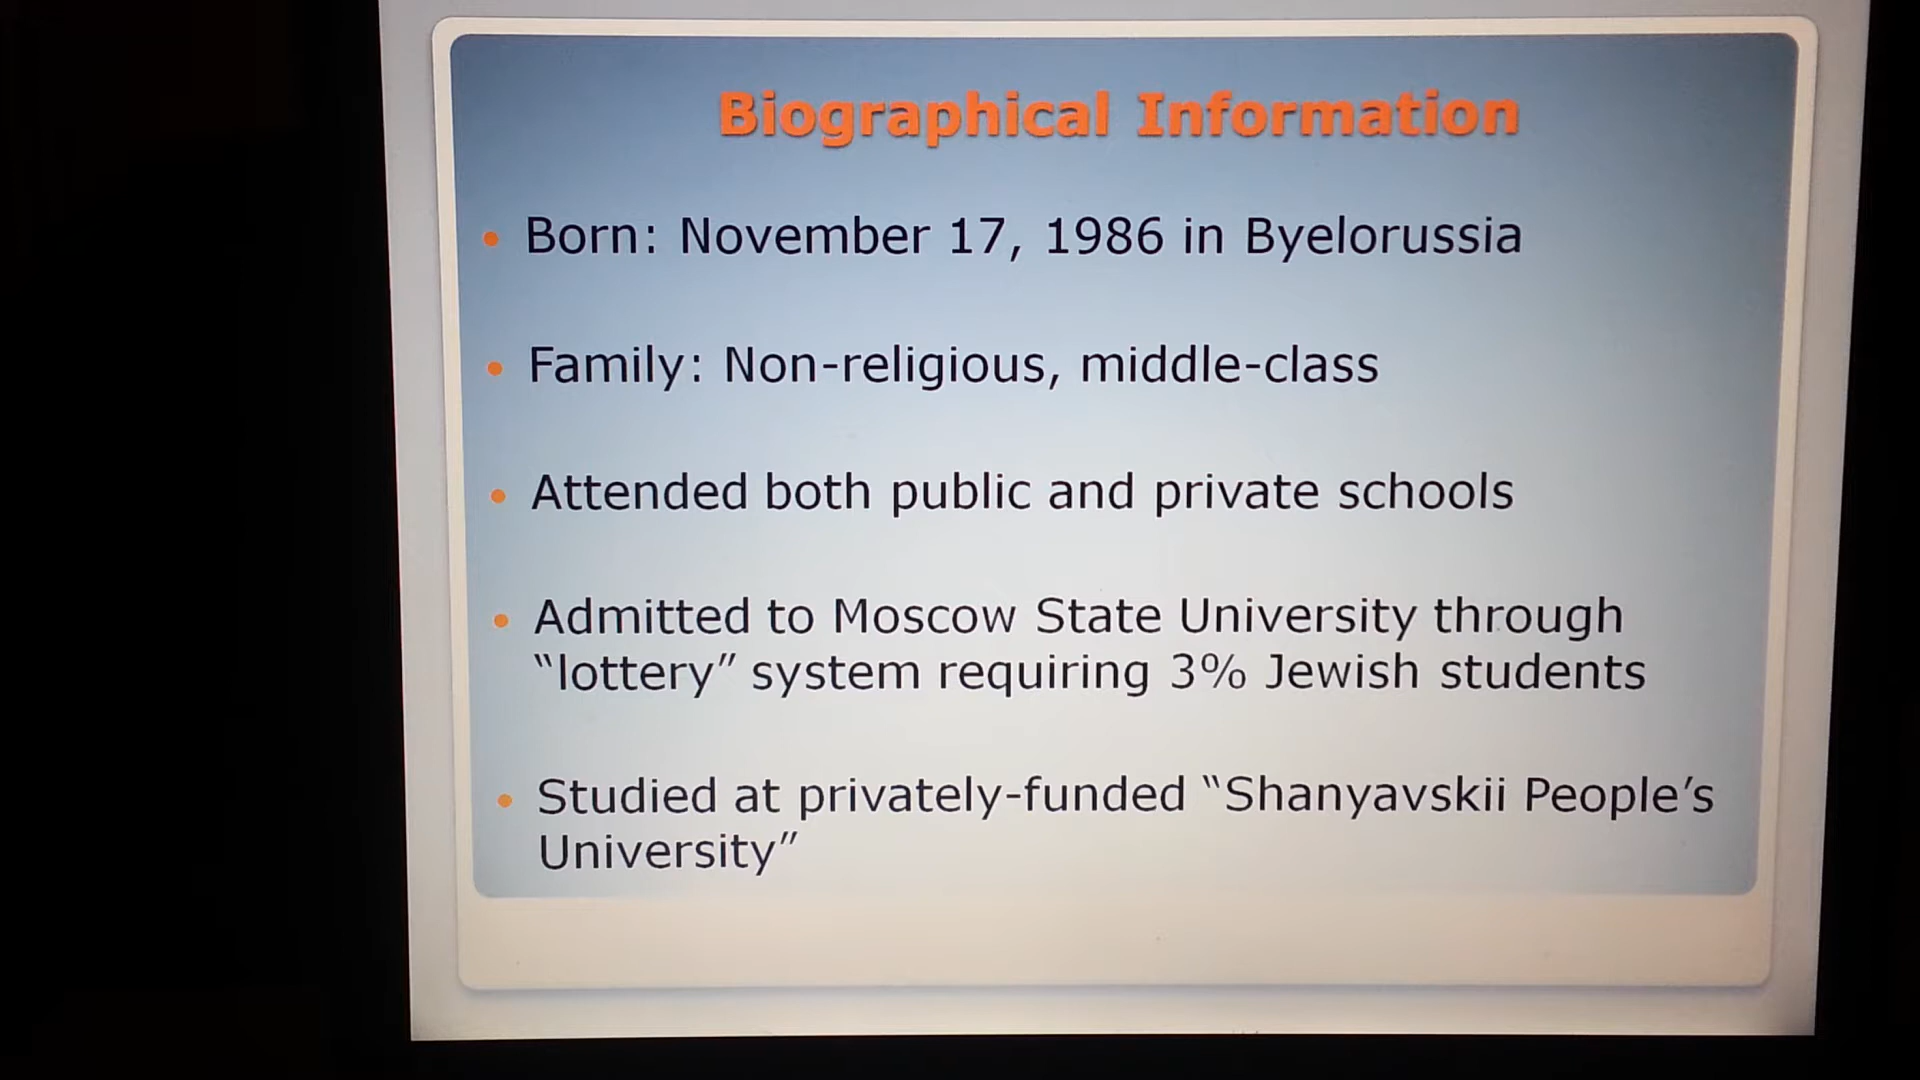 Biographical Information
Born: November 17, 1986 in Byelorussia
Family: Non-religious, middle-class
Attended both public and private schools
Admitted to Moscow State University through
“lottery” system requiring 3% Jewish students
Studied at privately-funded “Shanyavskii People’s
University”